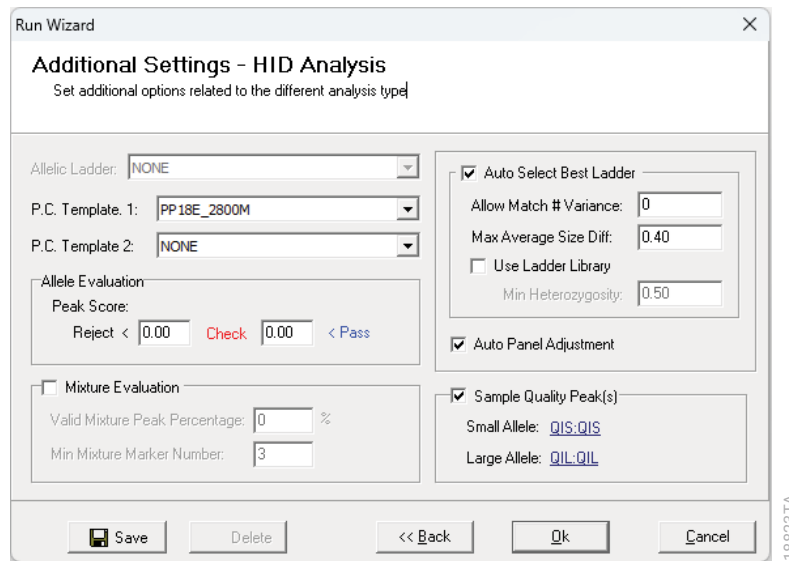 Run Wizard
Additional Settings - HID Analysis
Set additional options related to the different analysis type
Allelic Ladder: NONE
P.C. Template. 1: PP18E_2800M
P.C. Template 2: NONE
Allele Evaluation
Peak Score:
Reject < 0.00 Check 0.00 < Pass
Mixture Evaluation
Valid Mixture Peak Percentage: 0 %
Min Mixture Marker Number: 3
Auto Select Best Ladder
Allow Match # Variance: 0
Max Average Size Diff: 0.40
Use Ladder Library
Min Heterozygosity: 0.50
Auto Panel Adjustment
Sample Quality Peak(s)
Small Allele: QIS:QIS
Large Allele: QIL:QIL
Save Delete << Back Ok Cancel